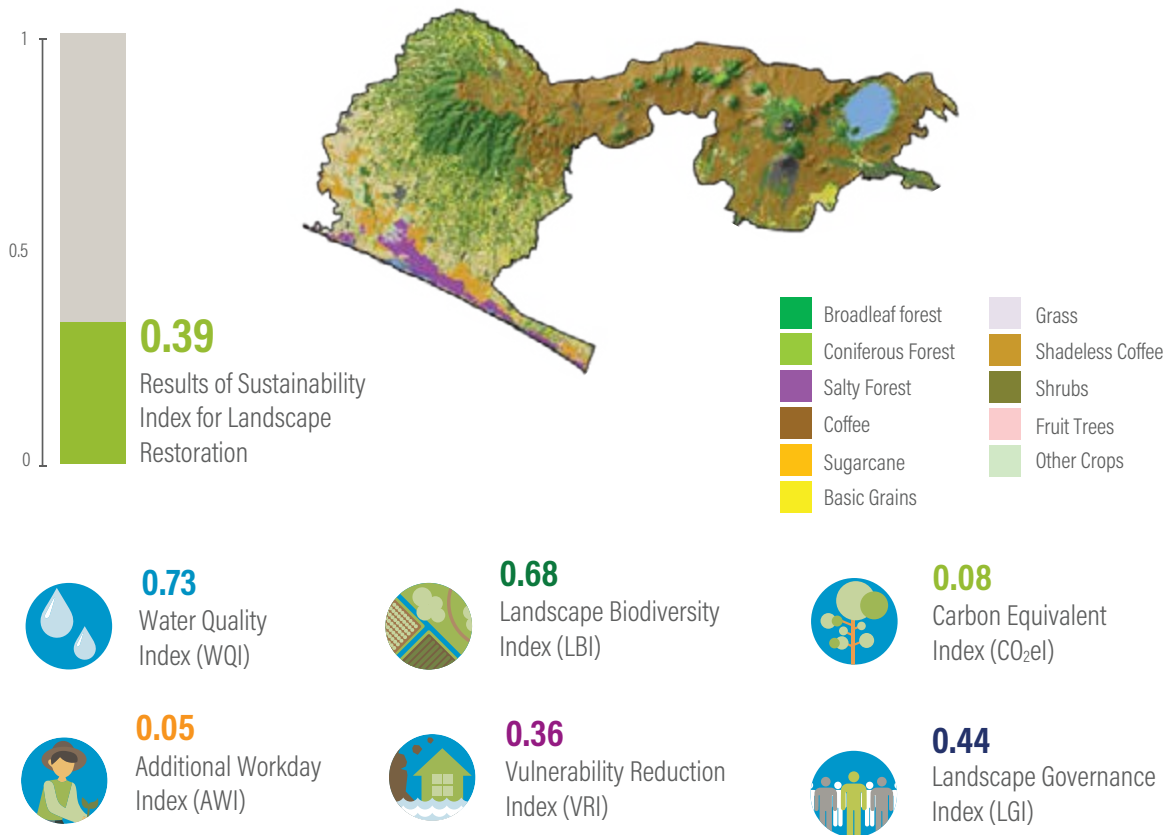 1
0.5
0
0.39
Results of Sustainability
Index for Landscape
Restoration
Broadleaf forest
Coniferous Forest
Salty Forest
Coffee
Sugarcane
Basic Grains
Grass
Shadeless Coffee
Shrubs
Fruit Trees
Other Crops
0.73
Water Quality
Index (WQI)
0.68
Landscape Biodiversity
Index (LBI)
0.08
Carbon Equivalent
Index (CO₂eI)
0.05
Additional Workday
Index (AWI)
0.36
Vulnerability Reduction
Index (VRI)
0.44
Landscape Governance
Index (LGI)